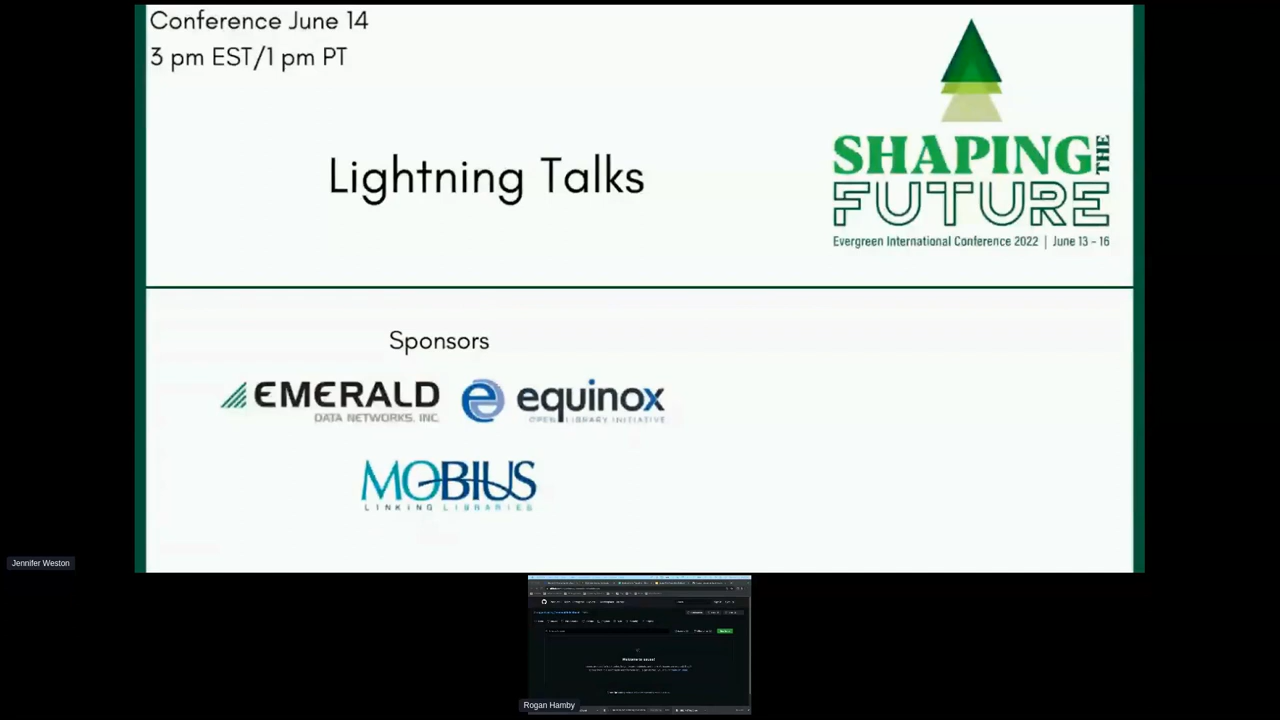 Conference June 14
3 pm EST/1 pm PT
Lightning Talks
SHAPING THE
FUTURE
Evergreen International Conference 2022 | June 13 - 16
Sponsors
EMERALD
DATA NETWORKS, INC.
equinox
OPEN LIBRARY INITIATIVE
MOBIUS
LINKING LIBRARIES
Jennifer Weston
Rogan Hamby